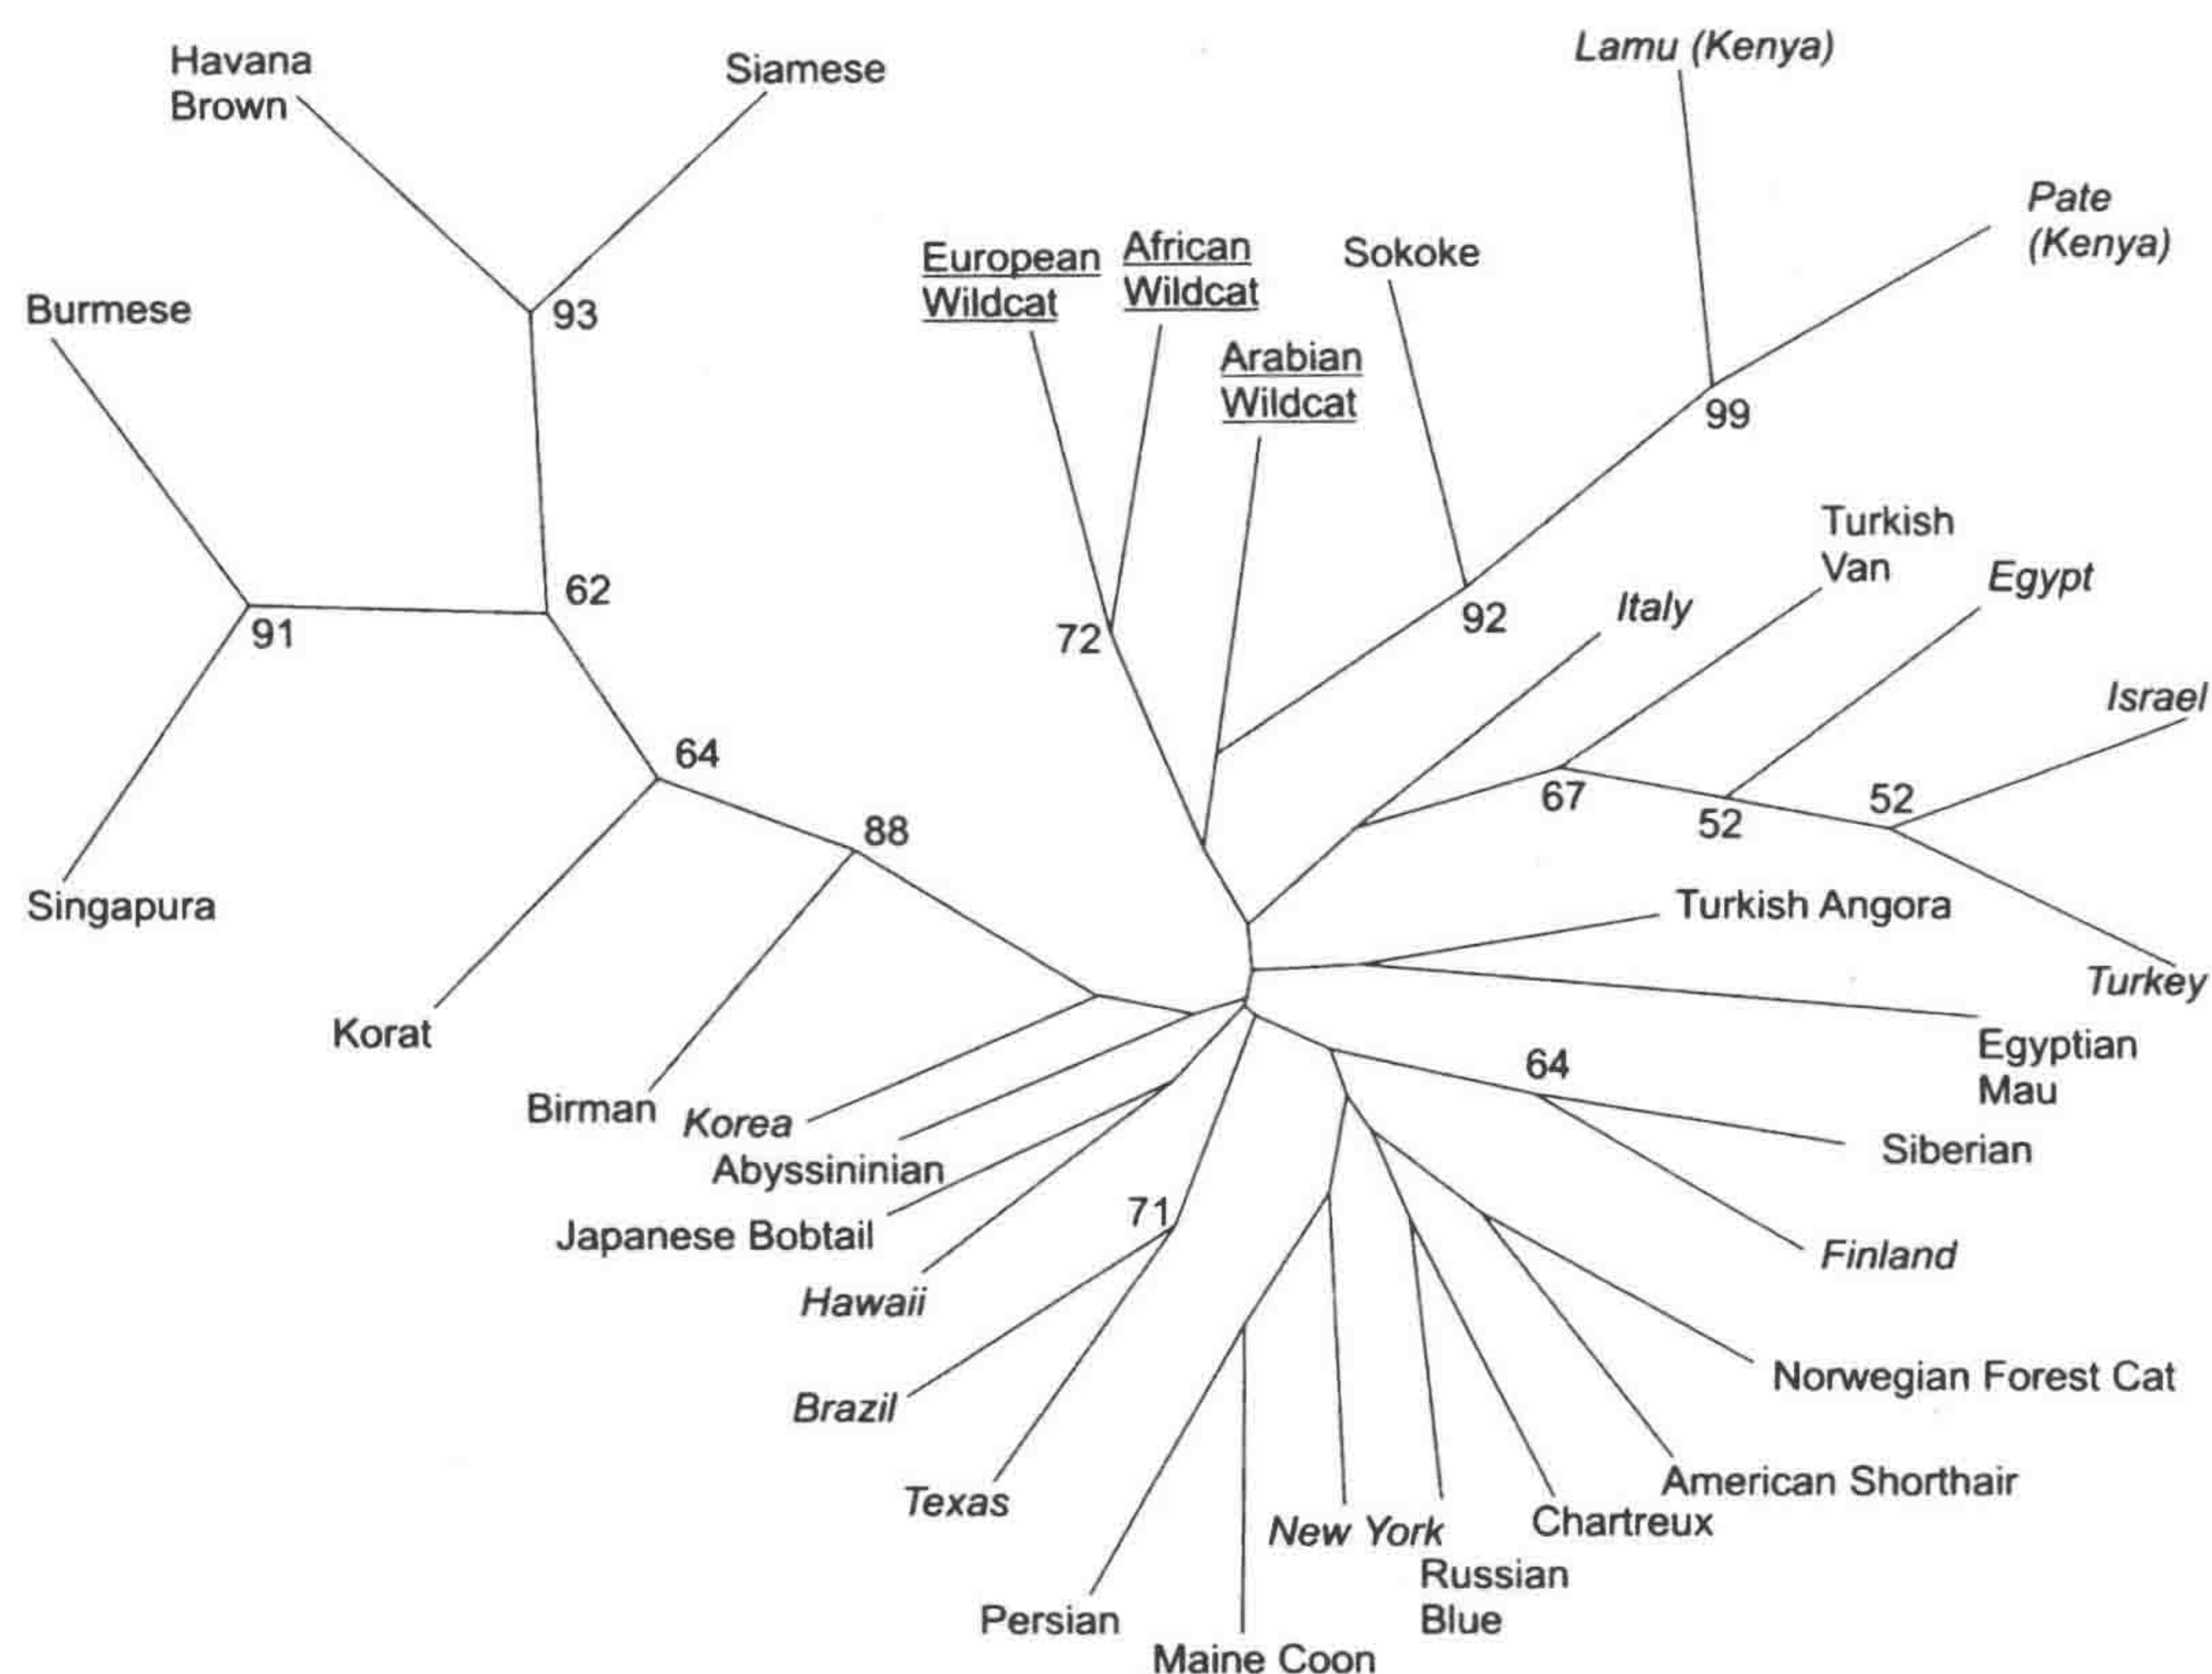 Havana
Brown
Siamese
Lamu (Kenya)
Pate
(Kenya)
European
Wildcat
African
Wildcat
Sokoke
Burmese
93
Arabian
Wildcat
99
Turkish
Van
Egypt
62
91
72
92
Italy
Israel
64
67
52
52
88
Singapura
Turkish Angora
Turkey
Korat
Egyptian
Mau
64
Birman
Korea
Siberian
Abyssininian
71
Japanese Bobtail
Finland
Hawaii
Norwegian Forest Cat
Brazil
American Shorthair
Texas
New York
Chartreux
Russian
Blue
Persian
Maine Coon